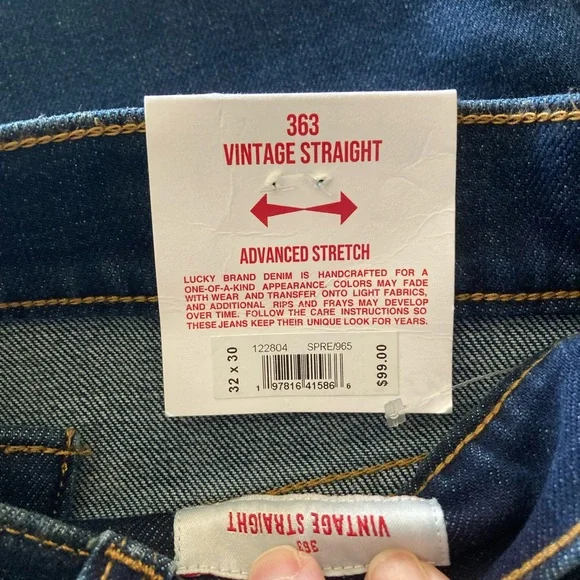 363
VINTAGE STRAIGHT
ADVANCED STRETCH
LUCKY BRAND DENIM IS HANDCRAFTED FOR A
ONE-OF-A-KIND APPEARANCE. COLORS MAY FADE
WITH WEAR AND TRANSFER ONTO LIGHT FABRICS,
AND ADDITIONAL RIPS AND FRAYS MAY DEVELOP
OVER TIME. FOLLOW THE CARE INSTRUCTIONS SO
THESE JEANS KEEP THEIR UNIQUE LOOK FOR YEARS.
32 x 30
122804 SPRE/965
1 97816 41586 6
$99.00
363
VINTAGE STRAIGHT